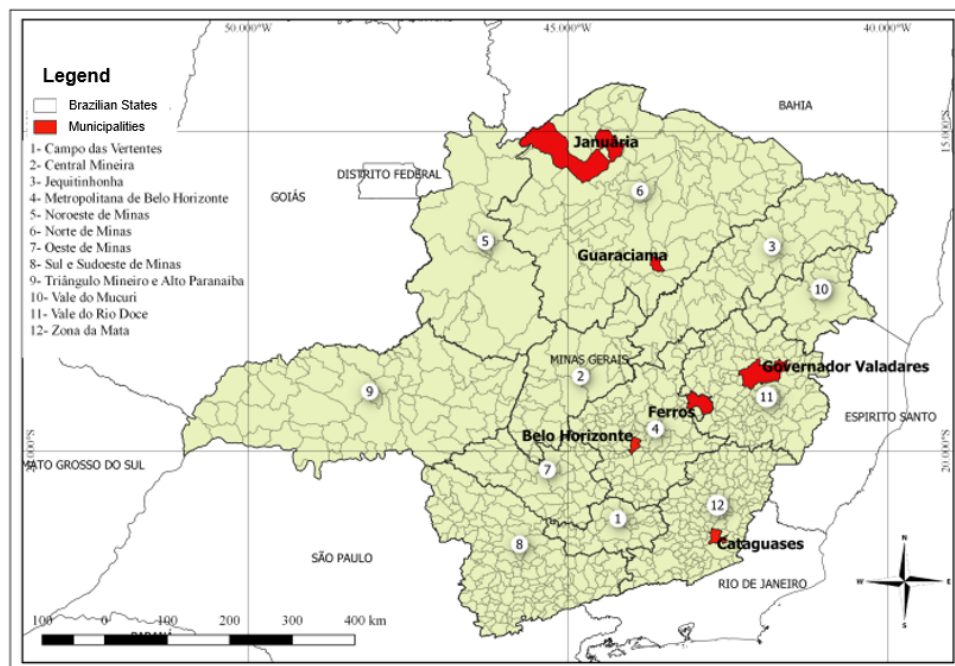 50.000°W 45.000°W 40.000°W
Legend
Brazilian States
Municipalities
1- Campo das Vertentes
2- Central Mineira
3- Jequitinhonha
4- Metropolitana de Belo Horizonte
5- Noroeste de Minas
6- Norte de Minas
7- Oeste de Minas
8- Sul e Sudoeste de Minas
9- Triângulo Mineiro e Alto Paranaiba
10- Vale do Mucuri
11- Vale do Rio Doce
12- Zona da Mata
BAHIA
15.000°S
Januária
DISTRITO FEDERAL
GOIÁS
6
5
3
Guaraciama
10
MINAS GERAIS
2
Governador Valadares
9
11
Ferros
ESPIRITO SANTO
4
Belo Horizonte
20.000°S
MATO GROSSO DO SUL
7
12
1
8
Cataguases
SÃO PAULO
RIO DE JANEIRO
N
W E
S
100 0 100 200 300 400 km
PARANÁ